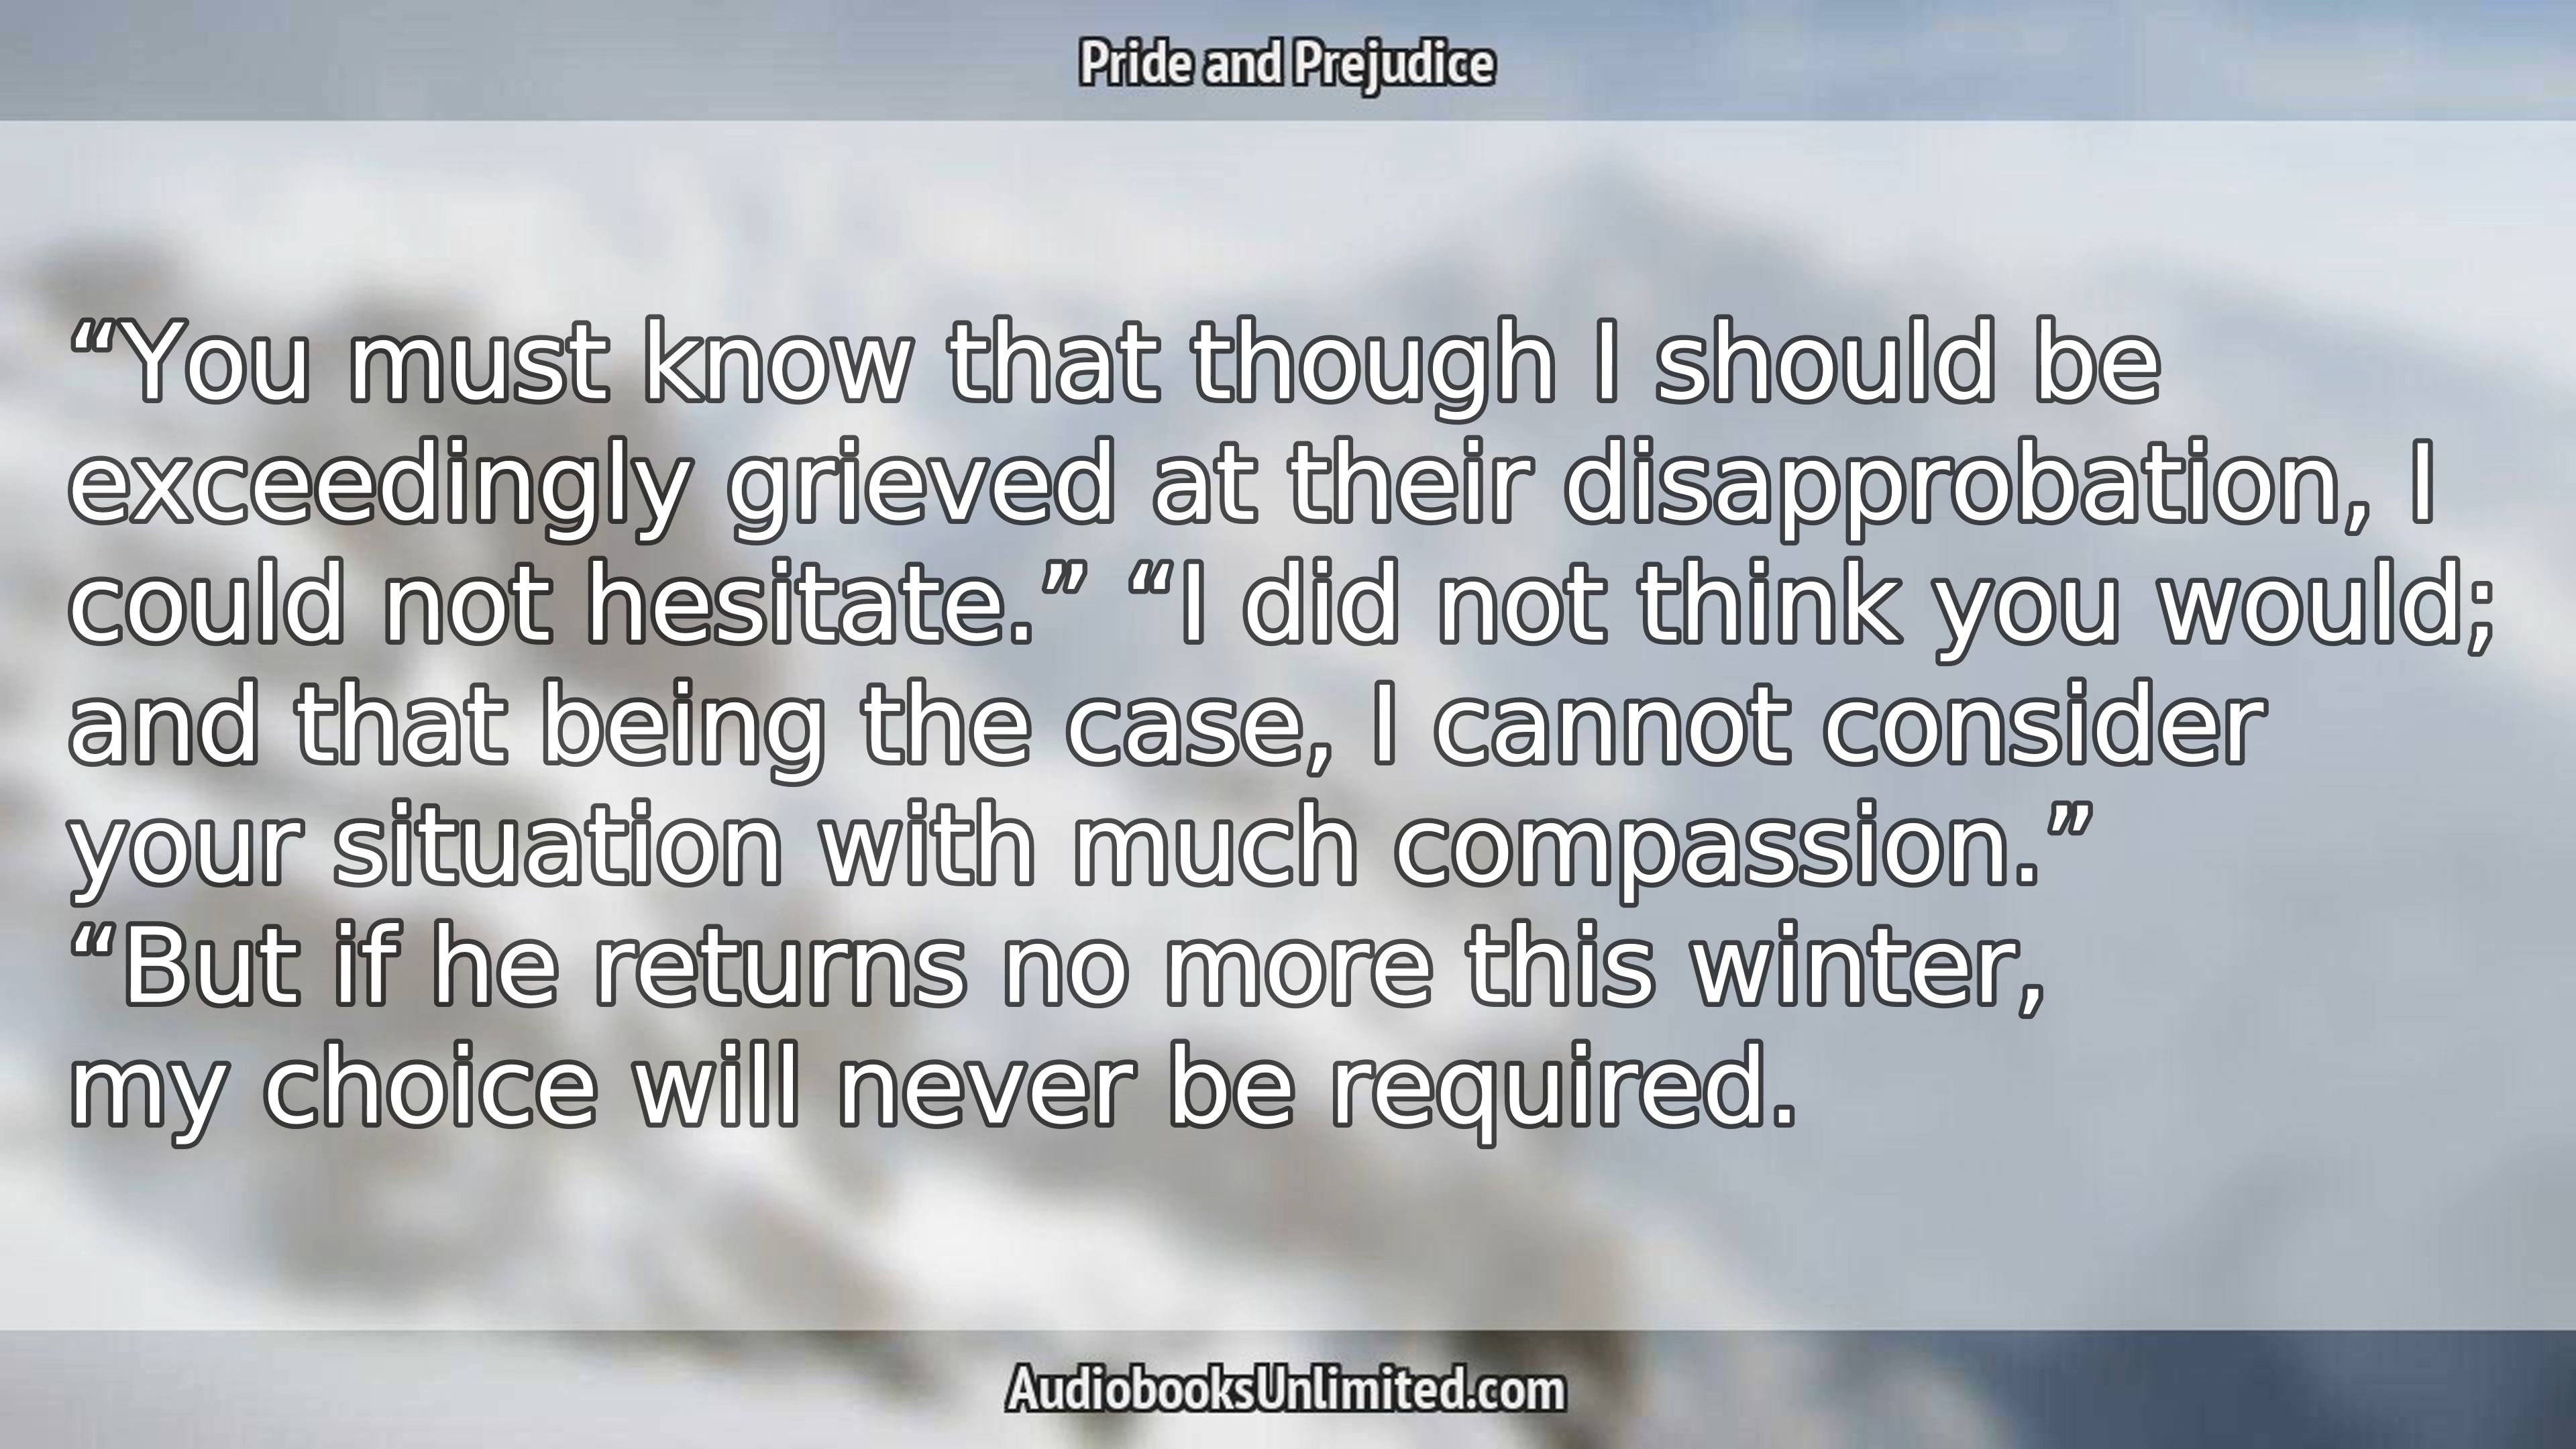 Pride and Prejudice
“You must know that though I should be
exceedingly grieved at their disapprobation, I
could not hesitate.” “I did not think you would;
and that being the case, I cannot consider
your situation with much compassion.”
“But if he returns no more this winter,
my choice will never be required.
AudiobooksUnlimited.com